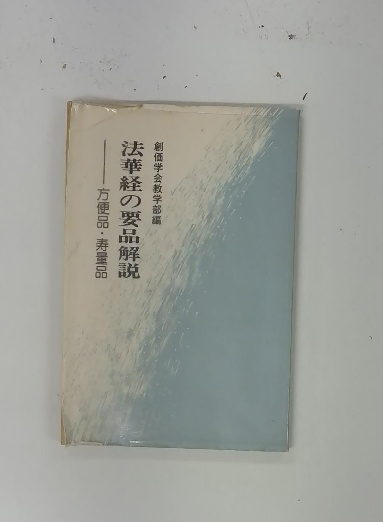 創価学会教学部編
法華経の要品解説
──方便品・寿量品